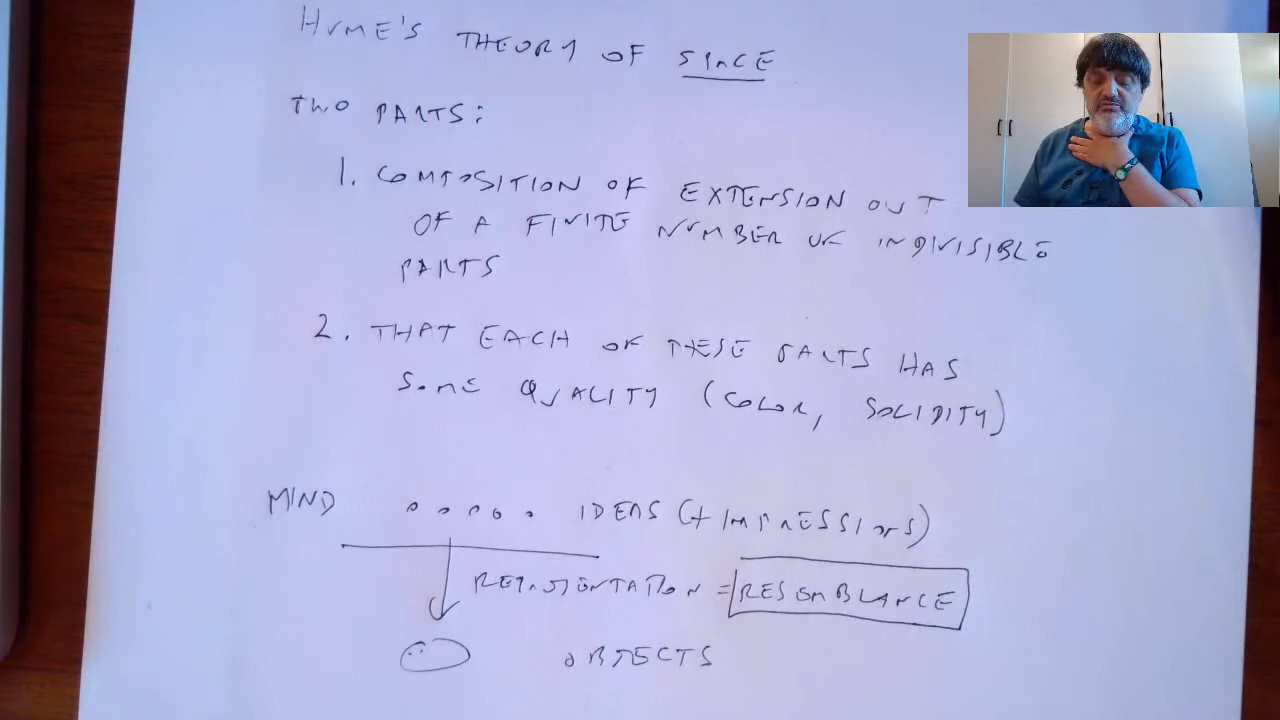 HUME'S THEORY OF SPACE
TWO PARTS:
1. COMPOSITION OF EXTENSION OUT
OF A FINITE NUMBER OF INDIVISIBLE
PARTS
2. THAT EACH OF THESE PARTS HAS
SOME QUALITY (COLOR, SOLIDITY)
MIND IDEAS (+ IMPRESSIONS)
REPRESENTATION = RESEMBLANCE
OBJECTS